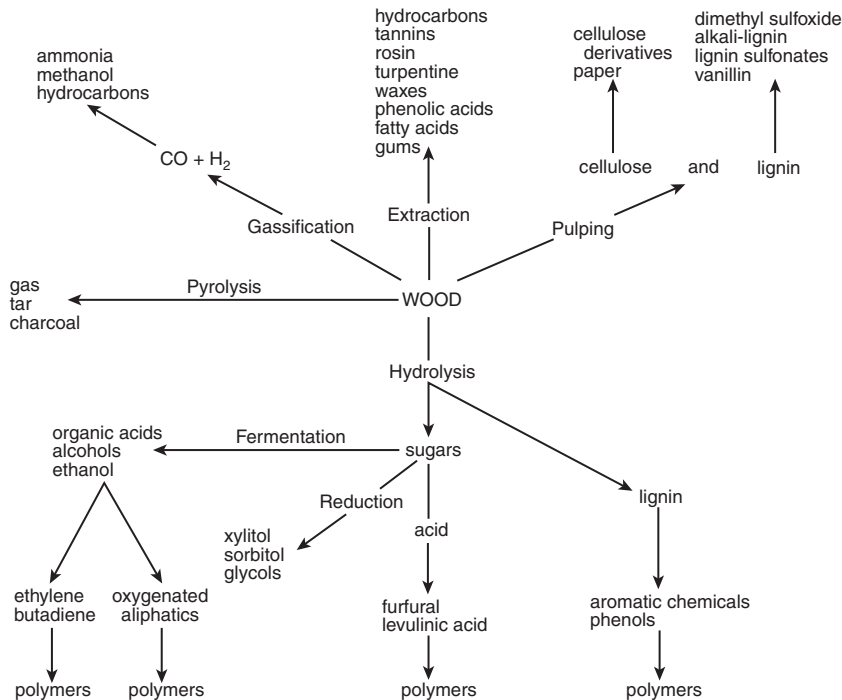 hydrocarbons
tannins
rosin
turpentine
waxes
phenolic acids
fatty acids
gums
cellulose
derivatives
paper
dimethyl sulfoxide
alkali-lignin
lignin sulfonates
vanillin
ammonia
methanol
hydrocarbons
CO + H₂
cellulose
and
lignin
Gassification
Extraction
Pulping
gas
tar
charcoal
Pyrolysis
WOOD
Hydrolysis
organic acids
alcohols
ethanol
Fermentation
sugars
lignin
Reduction
acid
xylitol
sorbitol
glycols
ethylene
butadiene
oxygenated
aliphatics
furfural
levulinic acid
aromatic chemicals
phenols
polymers
polymers
polymers
polymers